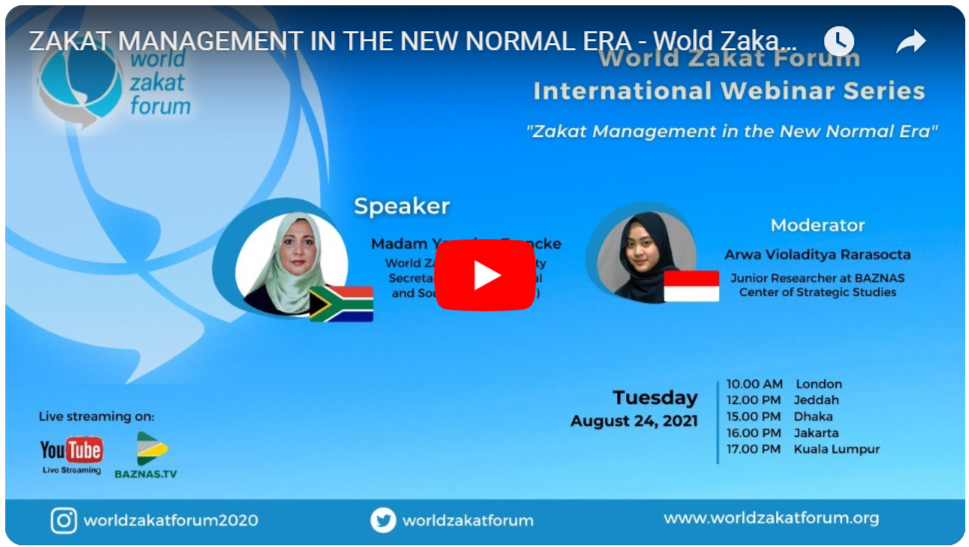 ZAKAT MANAGEMENT IN THE NEW NORMAL ERA - Wold Zaka...
world
zakat
forum
World Zakat Forum
International Webinar Series
"Zakat Management in the New Normal Era"
Speaker
Madam
World
and
Moderator
Arwa Violaditya Rarasocta
Junior Researcher at BAZNAS
Center of Strategic Studies
Tuesday
August 24, 2021
10.00 AM London
12.00 PM Jeddah
15.00 PM Dhaka
16.00 PM Jakarta
17.00 PM Kuala Lumpur
Live streaming on:
YouTube
Live Streaming
BAZNAS.TV
worldzakatforum2020
worldzakatforum
www.worldzakatforum.org